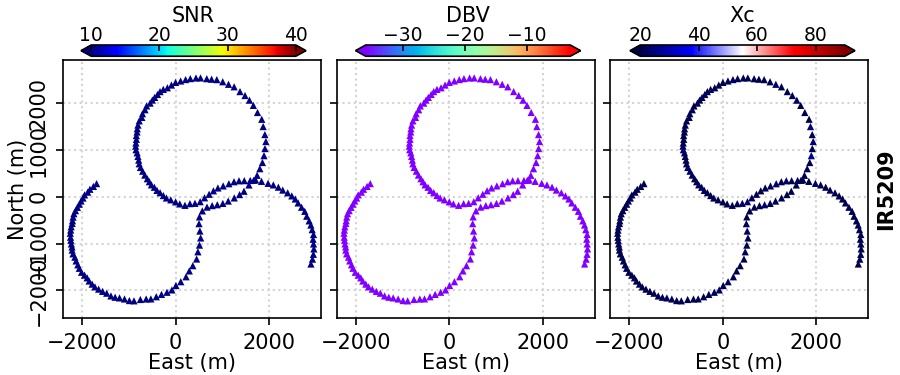 SNR DBV Xc
10 20 30 40 −30 −20 −10 20 40 60 80
North (m)
2000
1000
0
−1000
−2000
IR5209
−2000 0 2000 −2000 0 2000 −2000 0 2000
East (m) East (m) East (m)